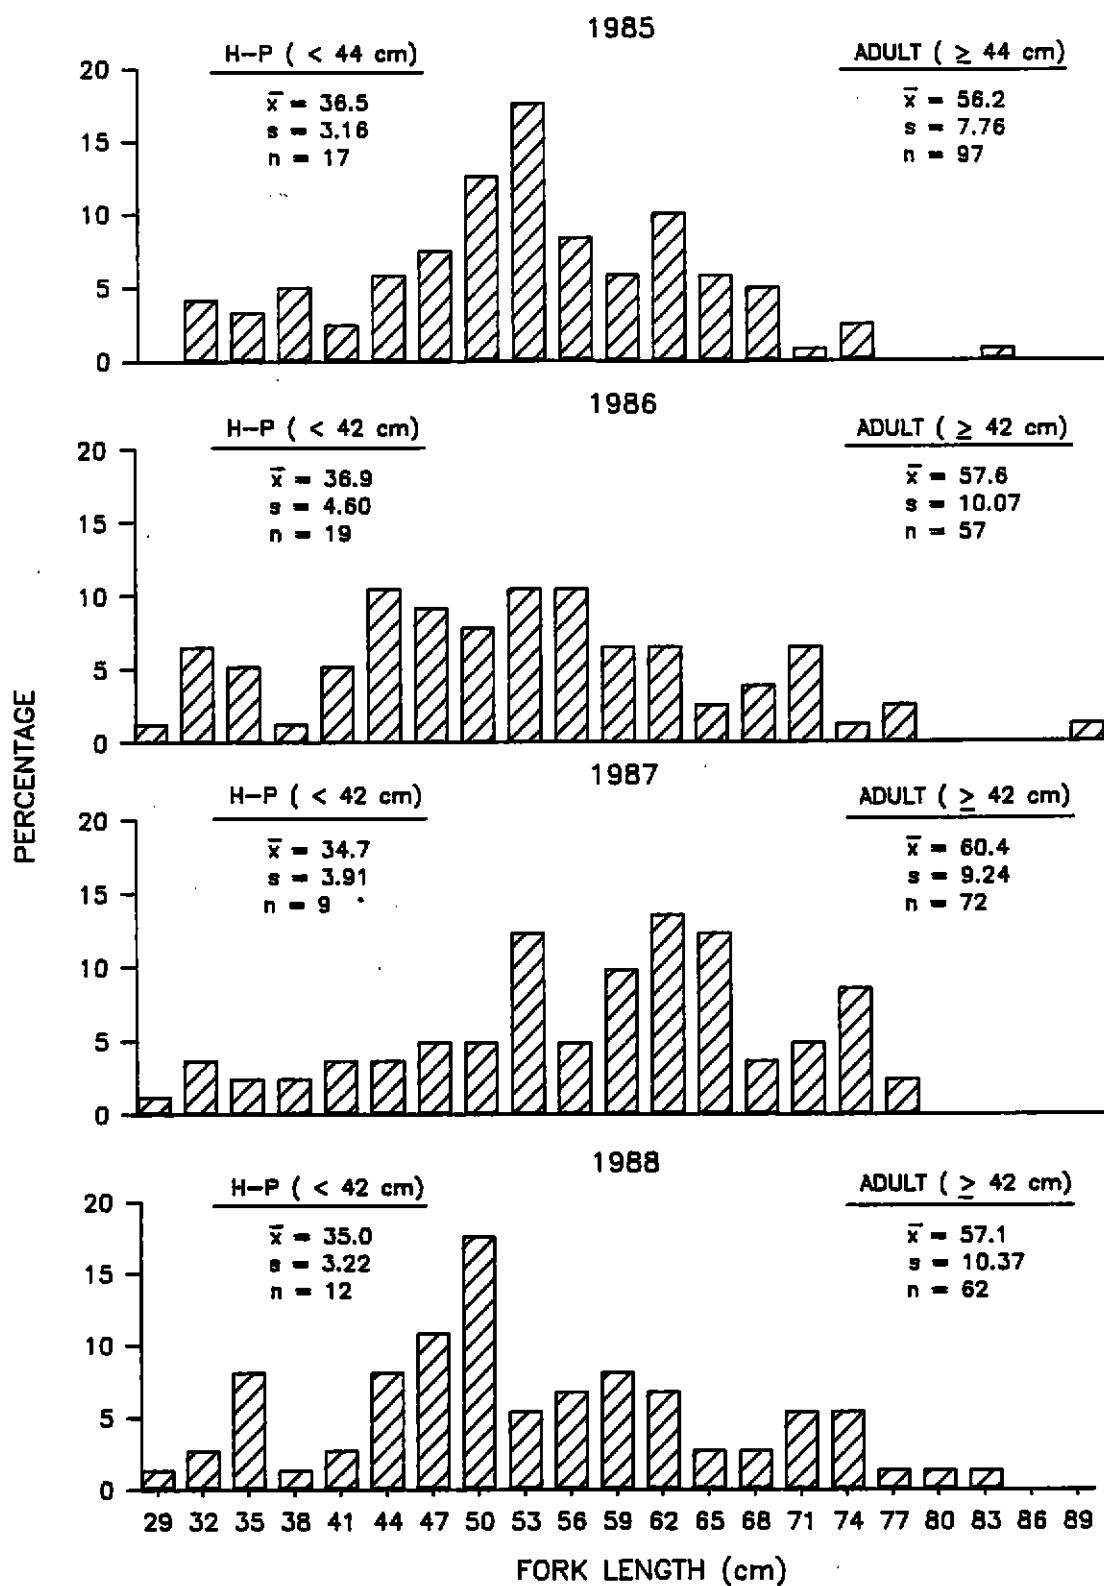 1985
H-P ( < 44 cm)
x̄ = 36.5
s = 3.16
n = 17
ADULT ( ≥ 44 cm)
x̄ = 56.2
s = 7.76
n = 97
20
15
10
5
0
1986
H-P ( < 42 cm)
x̄ = 36.9
s = 4.60
n = 19
ADULT ( ≥ 42 cm)
x̄ = 57.6
s = 10.07
n = 57
20
15
10
5
0
PERCENTAGE
1987
H-P ( < 42 cm)
x̄ = 34.7
s = 3.91
n = 9
ADULT ( ≥ 42 cm)
x̄ = 60.4
s = 9.24
n = 72
20
15
10
5
0
1988
H-P ( < 42 cm)
x̄ = 35.0
s = 3.22
n = 12
ADULT ( ≥ 42 cm)
x̄ = 57.1
s = 10.37
n = 62
20
15
10
5
0
29 32 35 38 41 44 47 50 53 56 59 62 65 68 71 74 77 80 83 86 89
FORK LENGTH (cm)